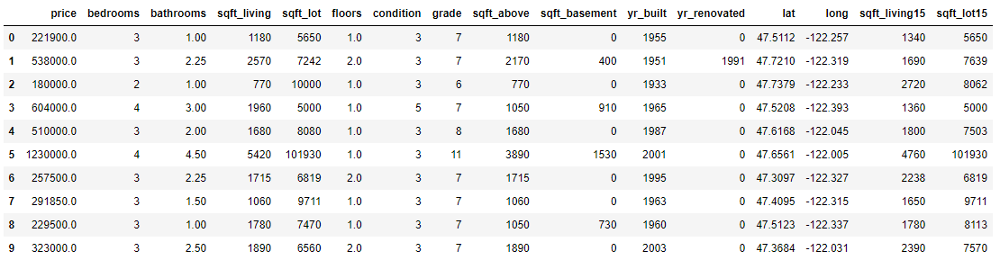 price bedrooms bathrooms sqft_living sqft_lot floors condition grade sqft_above sqft_basement yr_built yr_renovated lat long sqft_living15 sqft_lot15
0 221900.0 3 1.00 1180 5650 1.0 3 7 1180 0 1955 0 47.5112 -122.257 1340 5650
1 538000.0 3 2.25 2570 7242 2.0 3 7 2170 400 1951 1991 47.7210 -122.319 1690 7639
2 180000.0 2 1.00 770 10000 1.0 3 6 770 0 1933 0 47.7379 -122.233 2720 8062
3 604000.0 4 3.00 1960 5000 1.0 5 7 1050 910 1965 0 47.5208 -122.393 1360 5000
4 510000.0 3 2.00 1680 8080 1.0 3 8 1680 0 1987 0 47.6168 -122.045 1800 7503
5 1230000.0 4 4.50 5420 101930 1.0 3 11 3890 1530 2001 0 47.6561 -122.005 4760 101930
6 257500.0 3 2.25 1715 6819 2.0 3 7 1715 0 1995 0 47.3097 -122.327 2238 6819
7 291850.0 3 1.50 1060 9711 1.0 3 7 1060 0 1963 0 47.4095 -122.315 1650 9711
8 229500.0 3 1.00 1780 7470 1.0 3 7 1050 730 1960 0 47.5123 -122.337 1780 8113
9 323000.0 3 2.50 1890 6560 2.0 3 7 1890 0 2003 0 47.3684 -122.031 2390 7570